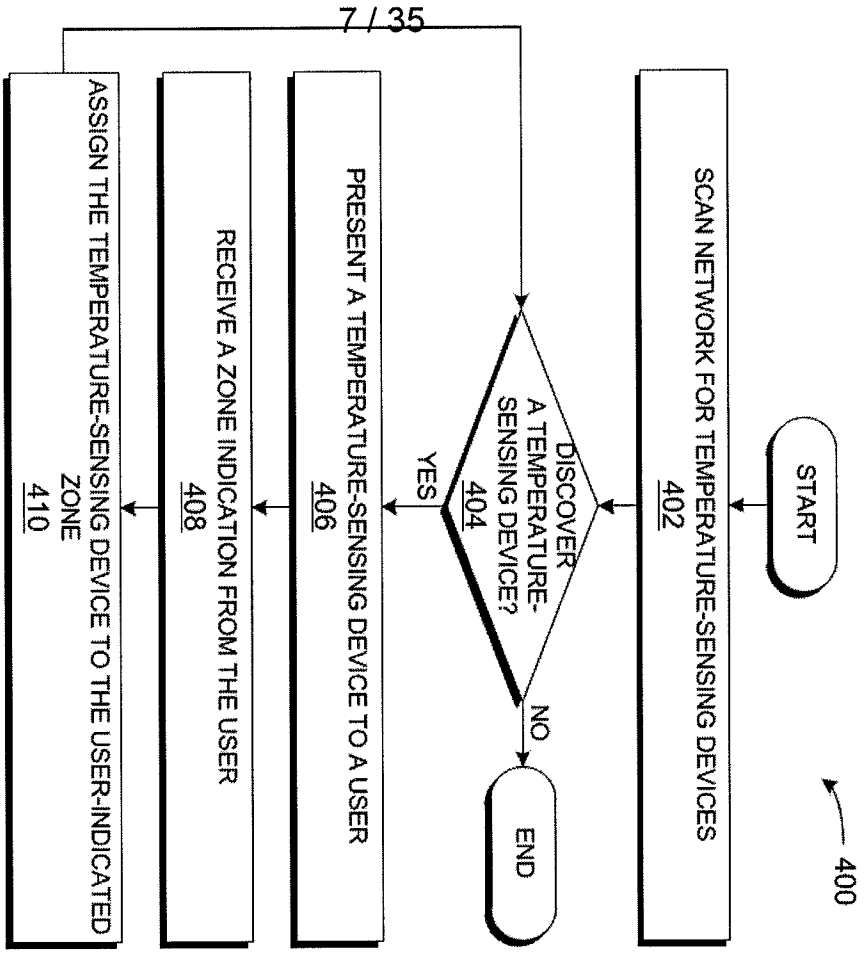 7 / 35
400
START
SCAN NETWORK FOR TEMPERATURE-SENSING DEVICES
402
DISCOVER
A TEMPERATURE-
SENSING DEVICE?
404
NO
END
YES
PRESENT A TEMPERATURE-SENSING DEVICE TO A USER
406
RECEIVE A ZONE INDICATION FROM THE USER
408
ASSIGN THE TEMPERATURE-SENSING DEVICE TO THE USER-INDICATED
ZONE
410